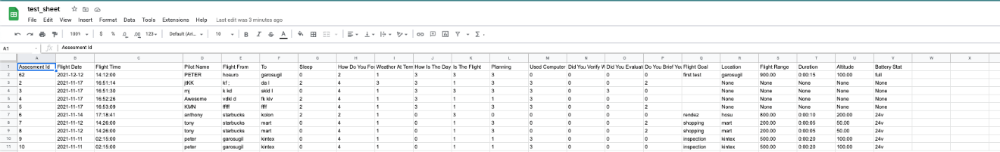 test_sheet
File Edit View Insert Format Data Tools Extensions Help Last edit was 3 minutes ago
100% $ % .0 .00 123 Default (Ari... 10 B I S A
A1 fx Assesment Id
A B C D E F G H I J K L M N O P Q R S T U V W X Y
1 Assesment Id Flight Date Flight Time Pilot Name Flight From To Sleep How Do You Fee Weather At Tem How Is The Day Is The Flight Planning Used Computer Did You Verify W Did You Evaluat Do You Brief You Flight Goal Location Flight Range Duration Altitude Battery Stat
2 62 2021-12-12 14:12:00 PETER hosuro garosugil 0 2 1 3 3 3 0 0 0 0 first test garosugil 900.00 0:00:15 100.00 full
3 2 2021-11-17 16:51:14 jtKK kf ; da l 2 4 3 3 1 3 3 0 0 2 None None None None None
4 3 2021-11-17 16:51:30 mj k kd skld l 0 4 1 3 3 3 3 0 3 0 None None None None None
5 4 2021-11-17 16:52:26 Awesome vdkl d fk klv 2 4 1 3 1 1 3 0 0 2 None None None None None
6 5 2021-11-17 16:53:09 KMN fffff ffff 2 4 1 3 1 3 3 0 0 2 None None None None None
7 6 2021-11-14 17:18:41 anthony starbucks kolon 2 2 1 0 3 0 0 0 0 0 rendez hosu 800.00 0:00:10 200.00 24v
8 7 2021-11-12 14:26:00 tony starbucks mart 0 4 1 0 1 3 0 0 0 2 shopping mart 200.00 0:00:05 50.00 24v
9 8 2021-11-12 14:26:00 tony starbucks mart 0 4 1 0 1 3 0 0 0 2 shopping mart 200.00 0:00:05 50.00 24v
10 9 2021-11-11 02:15:00 peter garosugil kintex 0 4 1 0 1 1 3 0 0 0 inspection kintex 500.00 0:00:20 100.00 24v
11 10 2021-11-11 02:15:00 peter garosugil kintex 0 4 1 0 1 1 3 0 0 0 inspection kintex 500.00 0:00:20 100.00 24v